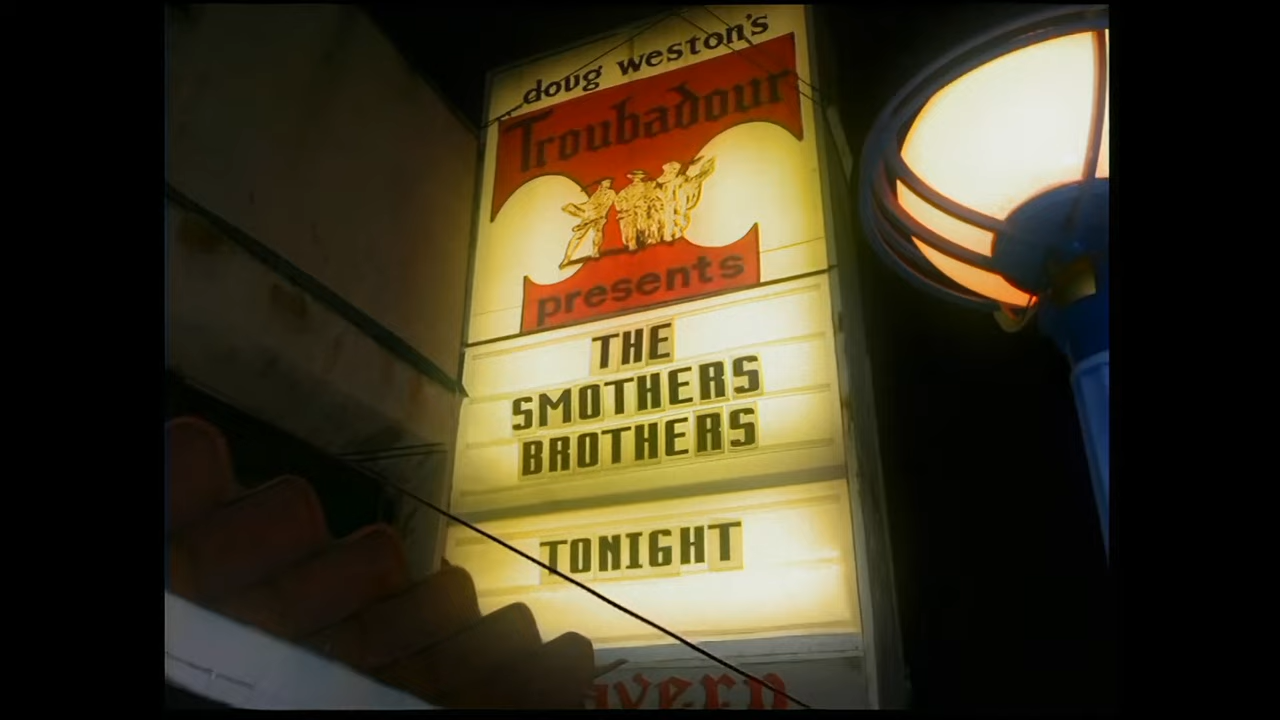 doug weston's
Troubadour
presents
THE
SMOTHERS
BROTHERS
TONIGHT